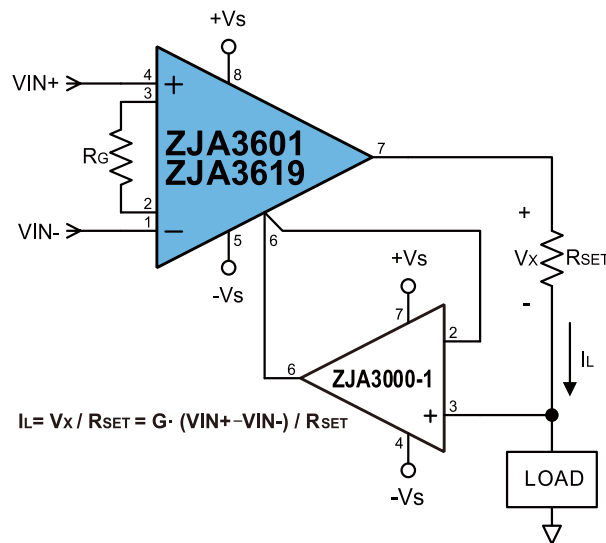 +Vs
VIN+
4
+
8
3
ZJA3601
ZJA3619
RG
7
2
VIN-
1
−
5
6
-Vs
+
VX
RSET
-
+Vs
7
2
6
ZJA3000-1
IL
+
3
IL= VX / RSET = G· (VIN+−VIN-) / RSET
4
-Vs
LOAD